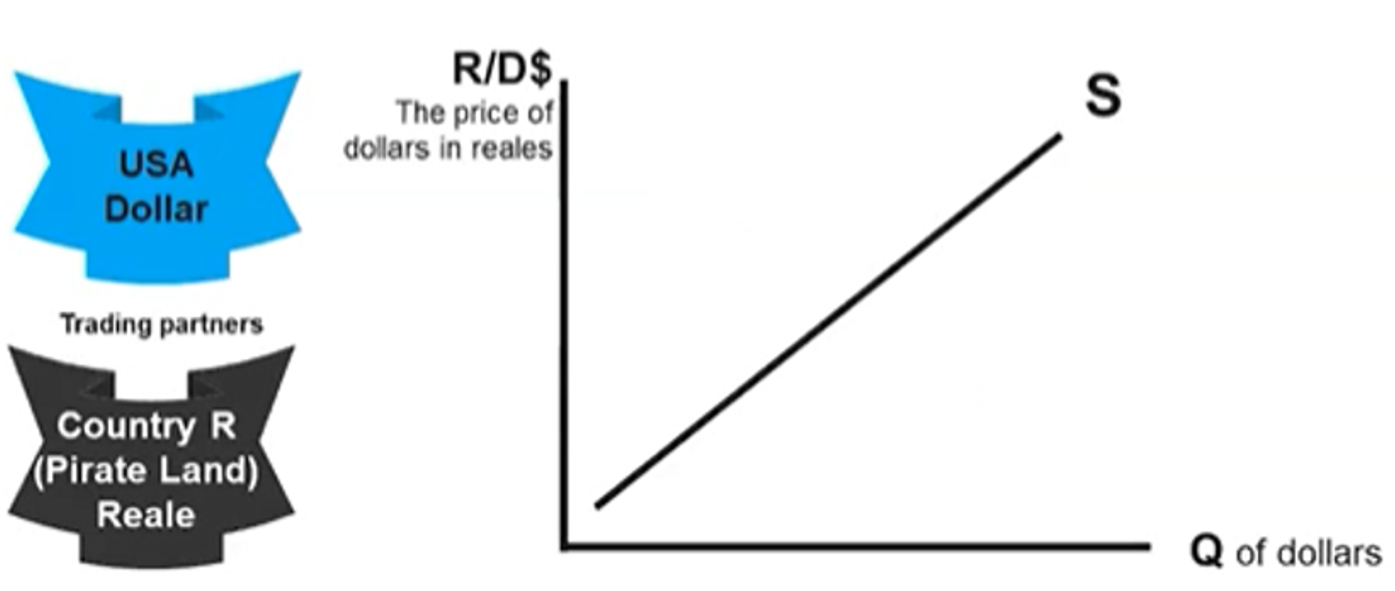 USA
Dollar
Trading partners
Country R
(Pirate Land)
Reale
R/D$
The price of
dollars in reales
S
Q of dollars